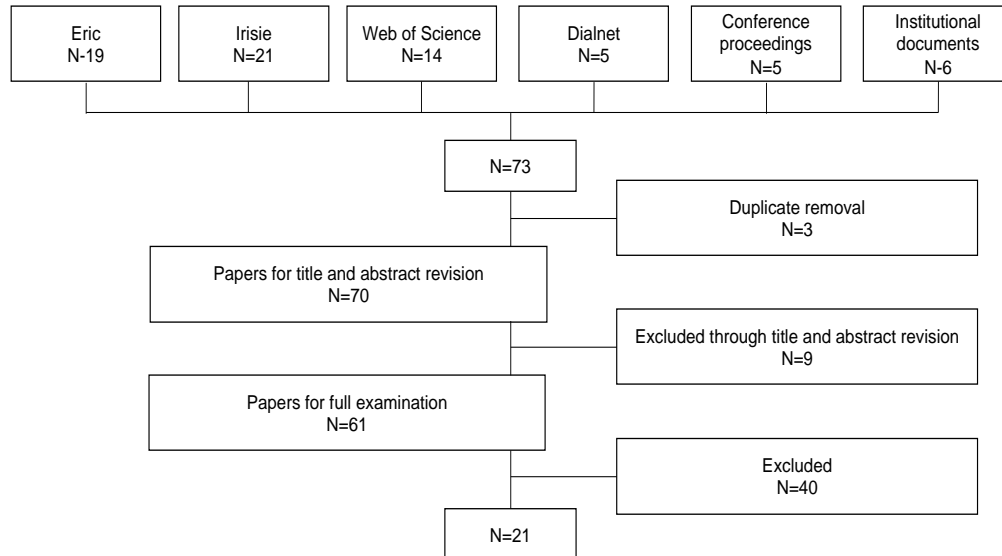 Eric
N-19
Irisie
N=21
Web of Science
N=14
Dialnet
N=5
Conference
proceedings
N=5
Institutional
documents
N-6
N=73
Duplicate removal
N=3
Papers for title and abstract revision
N=70
Excluded through title and abstract revision
N=9
Papers for full examination
N=61
Excluded
N=40
N=21